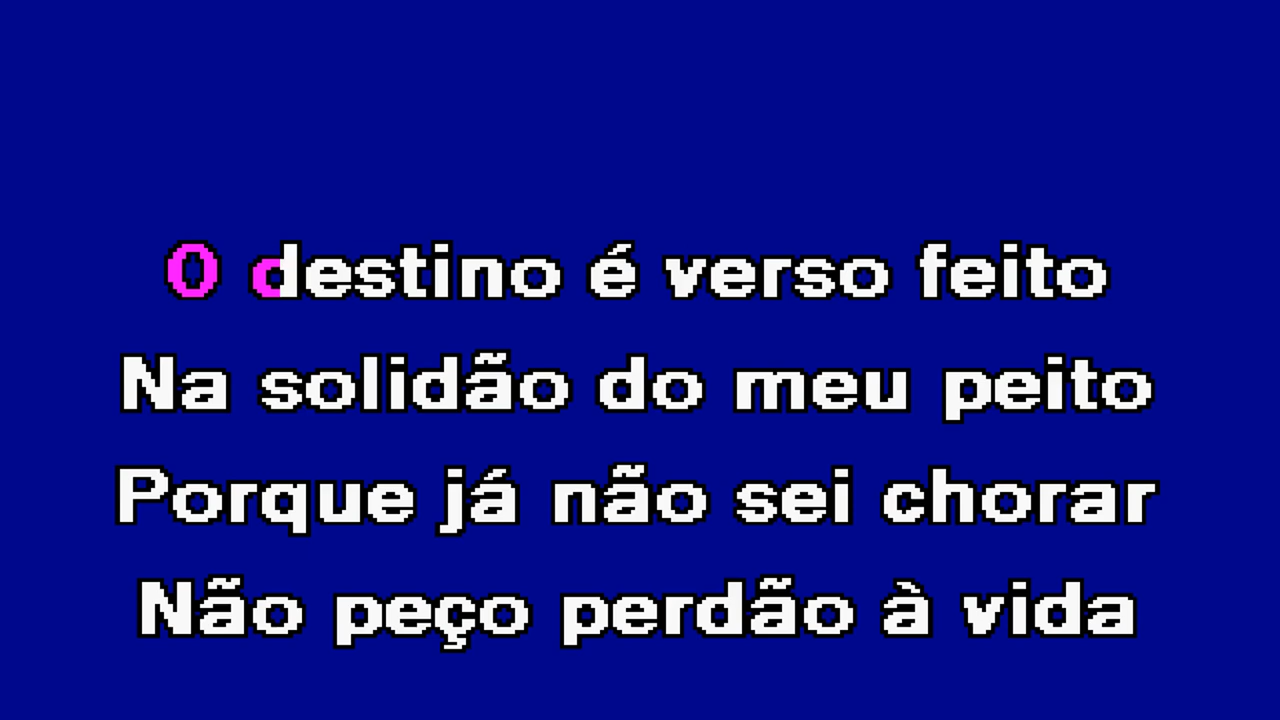 O destino é verso feito
Na solidão do meu peito
Porque já não sei chorar
Não peço perdão à vida